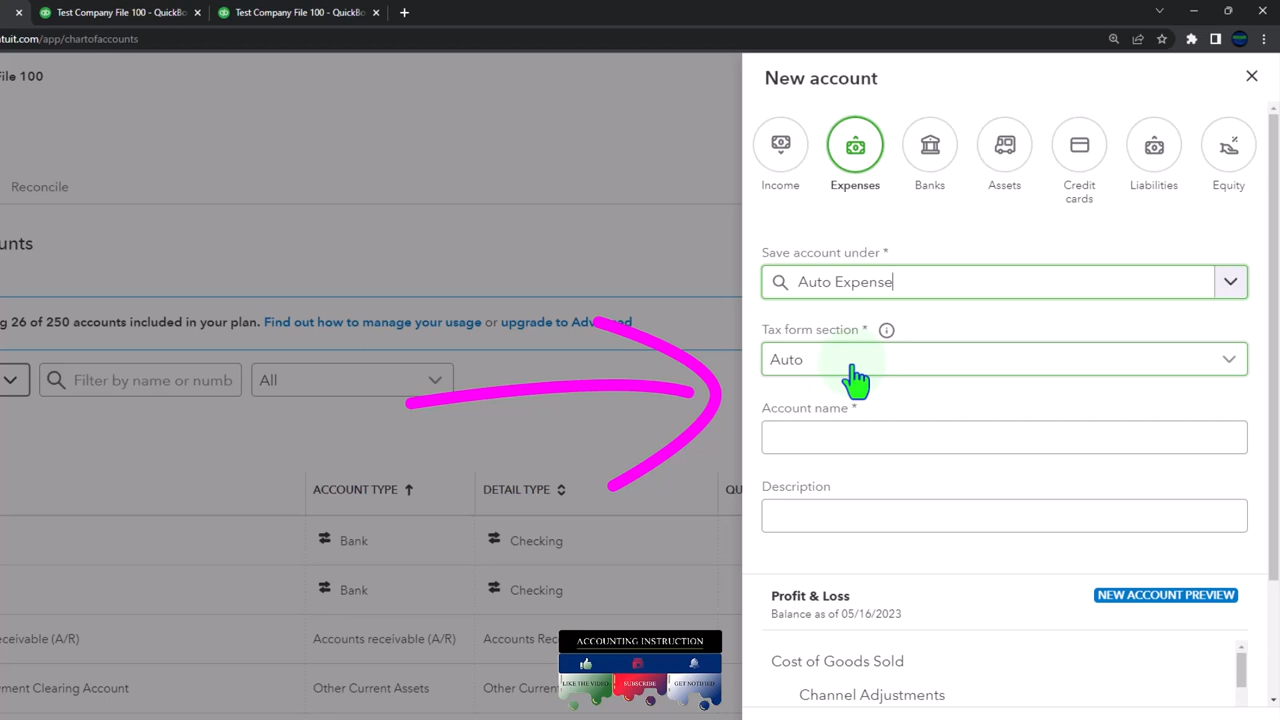 Test Company File 100 - QuickBo
Test Company File 100 - QuickBo
tuit.com/app/chartofaccounts
File 100
Reconcile
unts
g 26 of 250 accounts included in your plan. Find out how to manage your usage or upgrade to Advanced
Filter by name or numb
All
ACCOUNT TYPE
DETAIL TYPE
QU
Bank
Checking
Bank
Checking
eceivable (A/R)
Accounts receivable (A/R)
Accounts Rec
yment Clearing Account
Other Current Assets
Other Curren
ACCOUNTING INSTRUCTION
LIKE THE VIDEO
SUBSCRIBE
GET NOTIFIED
New account
Income
Expenses
Banks
Assets
Credit
cards
Liabilities
Equity
Save account under *
Auto Expense
Tax form section *
Auto
Account name *
Description
Profit & Loss
NEW ACCOUNT PREVIEW
Balance as of 05/16/2023
Cost of Goods Sold
Channel Adjustments